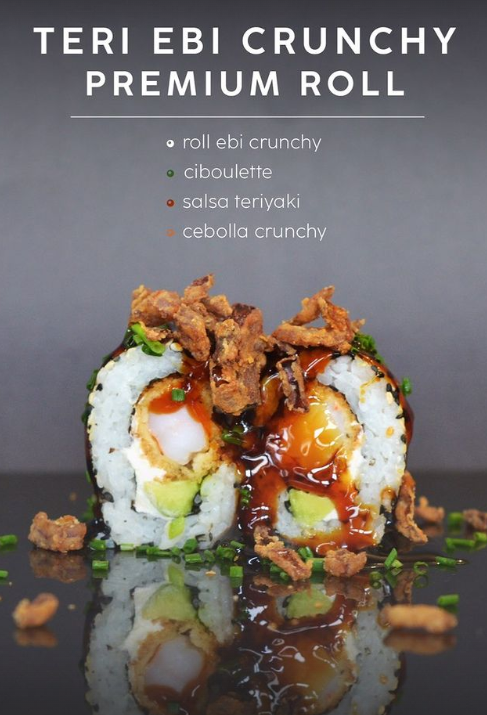 TERI EBI CRUNCHY
PREMIUM ROLL
roll ebi crunchy
ciboulette
salsa teriyaki
cebolla crunchy